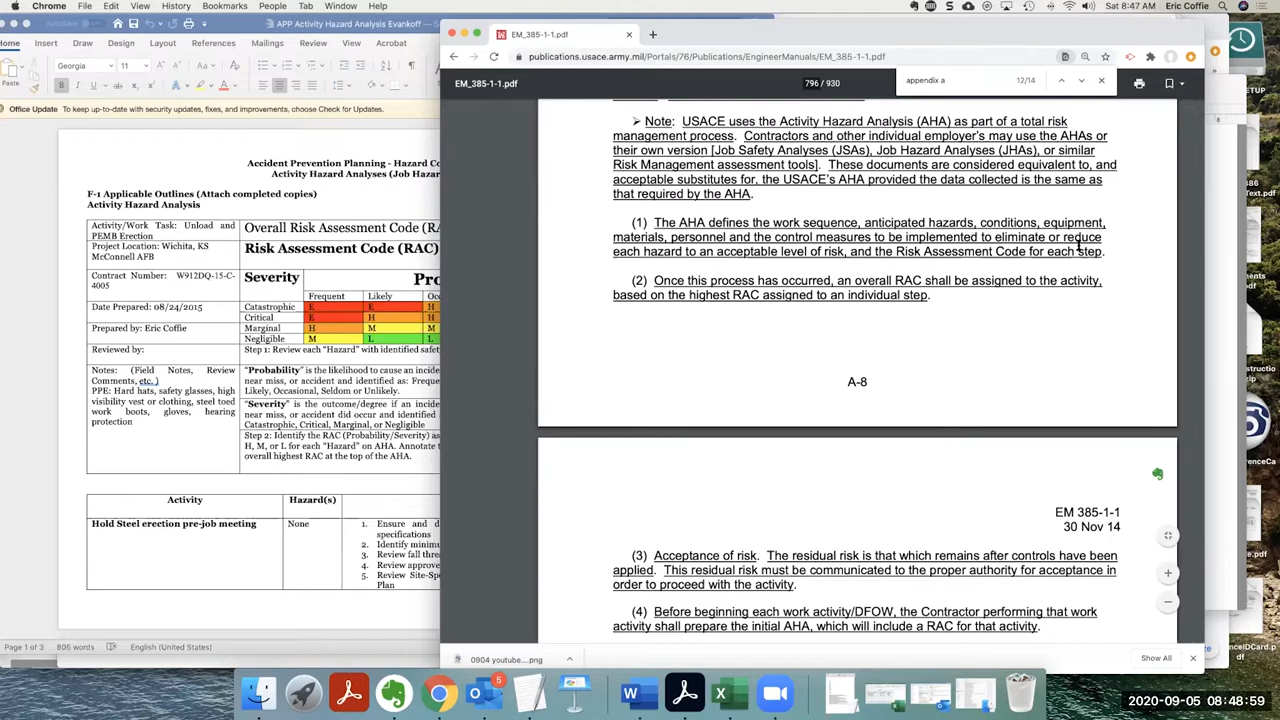 Chrome File Edit View History Bookmarks People Tab Window Help
Sat 8:47 AM Eric Coffie
AutoSave APP Activity Hazard Analysis Evankoff
Home Insert Draw Design Layout References Mailings Review View Acrobat
Georgia 11
Paste
Office Update To keep up-to-date with security updates, fixes, and improvements, choose Check for Updates.
Accident Prevention Planning - Hazard Co
Activity Hazard Analyses (Job Hazar
F-1 Applicable Outlines (Attach completed copies)
Activity Hazard Analysis
Activity/Work Task: Unload and
PEMB Erection
Overall Risk Assessment Code (RA
Project Location: Wichita, KS
McConnell AFB
Risk Assessment Code (RAC)
Contract Number: W912DQ-15-C-
4005
Severity
Pro
Frequent Likely Occ
Date Prepared: 08/24/2015
Catastrophic E E H
Critical E H H
Prepared by: Eric Coffie
Marginal H M M
Negligible M L L
Reviewed by:
Step 1: Review each "Hazard" with identified safet
Notes: (Field Notes, Review
Comments, etc. )
PPE: Hard hats, safety glasses, high
visibility vest or clothing, steel toed
work boots, gloves, hearing
protection
"Probability" is the likelihood to cause an incide
near miss, or accident and identified as: Frequen
Likely, Occasional, Seldom or Unlikely.
"Severity" is the outcome/degree if an incident
near miss, or accident did occur and identified
Catastrophic, Critical, Marginal, or Negligible
Step 2: Identify the RAC (Probability/Severity) as
H, M, or L for each "Hazard" on AHA. Annotate t
overall highest RAC at the top of the AHA.
Activity Hazard(s)
Hold Steel erection pre-job meeting None
1. Ensure and d
specifications
2. Identify minimu
3. Review fall thre
4. Review approve
5. Review Site-Spe
Plan
Page 1 of 3 805 words English (United States)
EM_385-1-1.pdf
publications.usace.army.mil/Portals/76/Publications/EngineerManuals/EM_385-1-1.pdf
EM_385-1-1.pdf 796 / 930 appendix a 12/14
➢ Note: USACE uses the Activity Hazard Analysis (AHA) as part of a total risk
management process. Contractors and other individual employer's may use the AHAs or
their own version [Job Safety Analyses (JSAs), Job Hazard Analyses (JHAs), or similar
Risk Management assessment tools]. These documents are considered equivalent to, and
acceptable substitutes for, the USACE's AHA provided the data collected is the same as
that required by the AHA.
(1) The AHA defines the work sequence, anticipated hazards, conditions, equipment,
materials, personnel and the control measures to be implemented to eliminate or reduce
each hazard to an acceptable level of risk, and the Risk Assessment Code for each step.
(2) Once this process has occurred, an overall RAC shall be assigned to the activity,
based on the highest RAC assigned to an individual step.
A-8
EM 385-1-1
30 Nov 14
(3) Acceptance of risk. The residual risk is that which remains after controls have been
applied. This residual risk must be communicated to the proper authority for acceptance in
order to proceed with the activity.
(4) Before beginning each work activity/DFOW, the Contractor performing that work
activity shall prepare the initial AHA, which will include a RAC for that activity.
0904 youtube....png Show All
5
2020-09-05 08:48:59